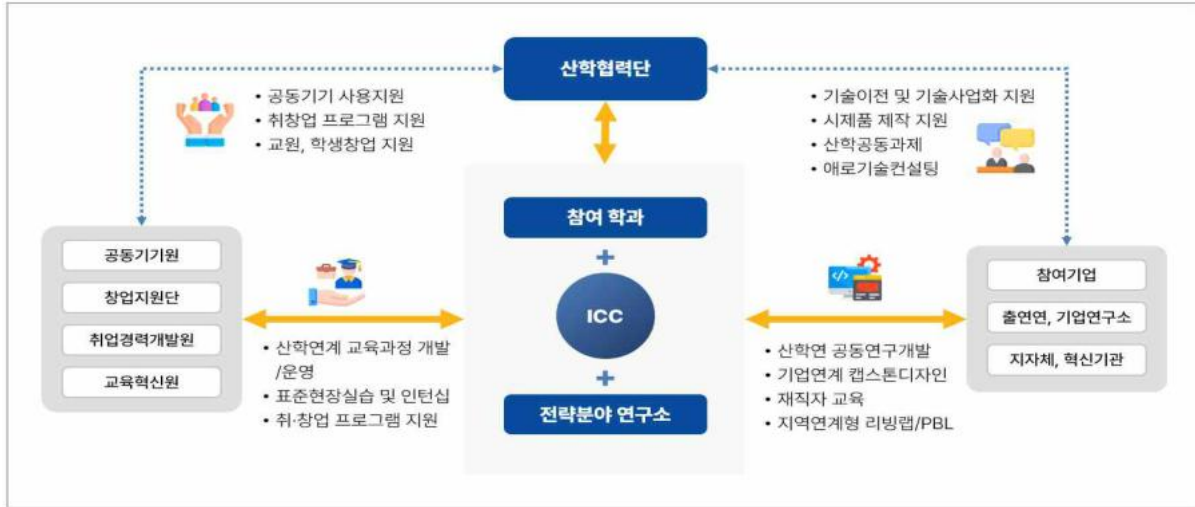 산학협력단
• 공동기기 사용지원
• 취창업 프로그램 지원
• 교원, 학생창업 지원
• 기술이전 및 기술사업화 지원
• 시제품 제작 지원
• 산학공동과제
• 애로기술컨설팅
공동기기원
창업지원단
취업경력개발원
교육혁신원
• 산학연계 교육과정 개발
/운영
• 표준현장실습 및 인턴십
• 취·창업 프로그램 지원
참여 학과
+
ICC
+
전략분야 연구소
• 산학연 공동연구개발
• 기업연계 캡스톤디자인
• 재직자 교육
• 지역연계형 리빙랩/PBL
참여기업
출연연, 기업연구소
지자체, 혁신기관